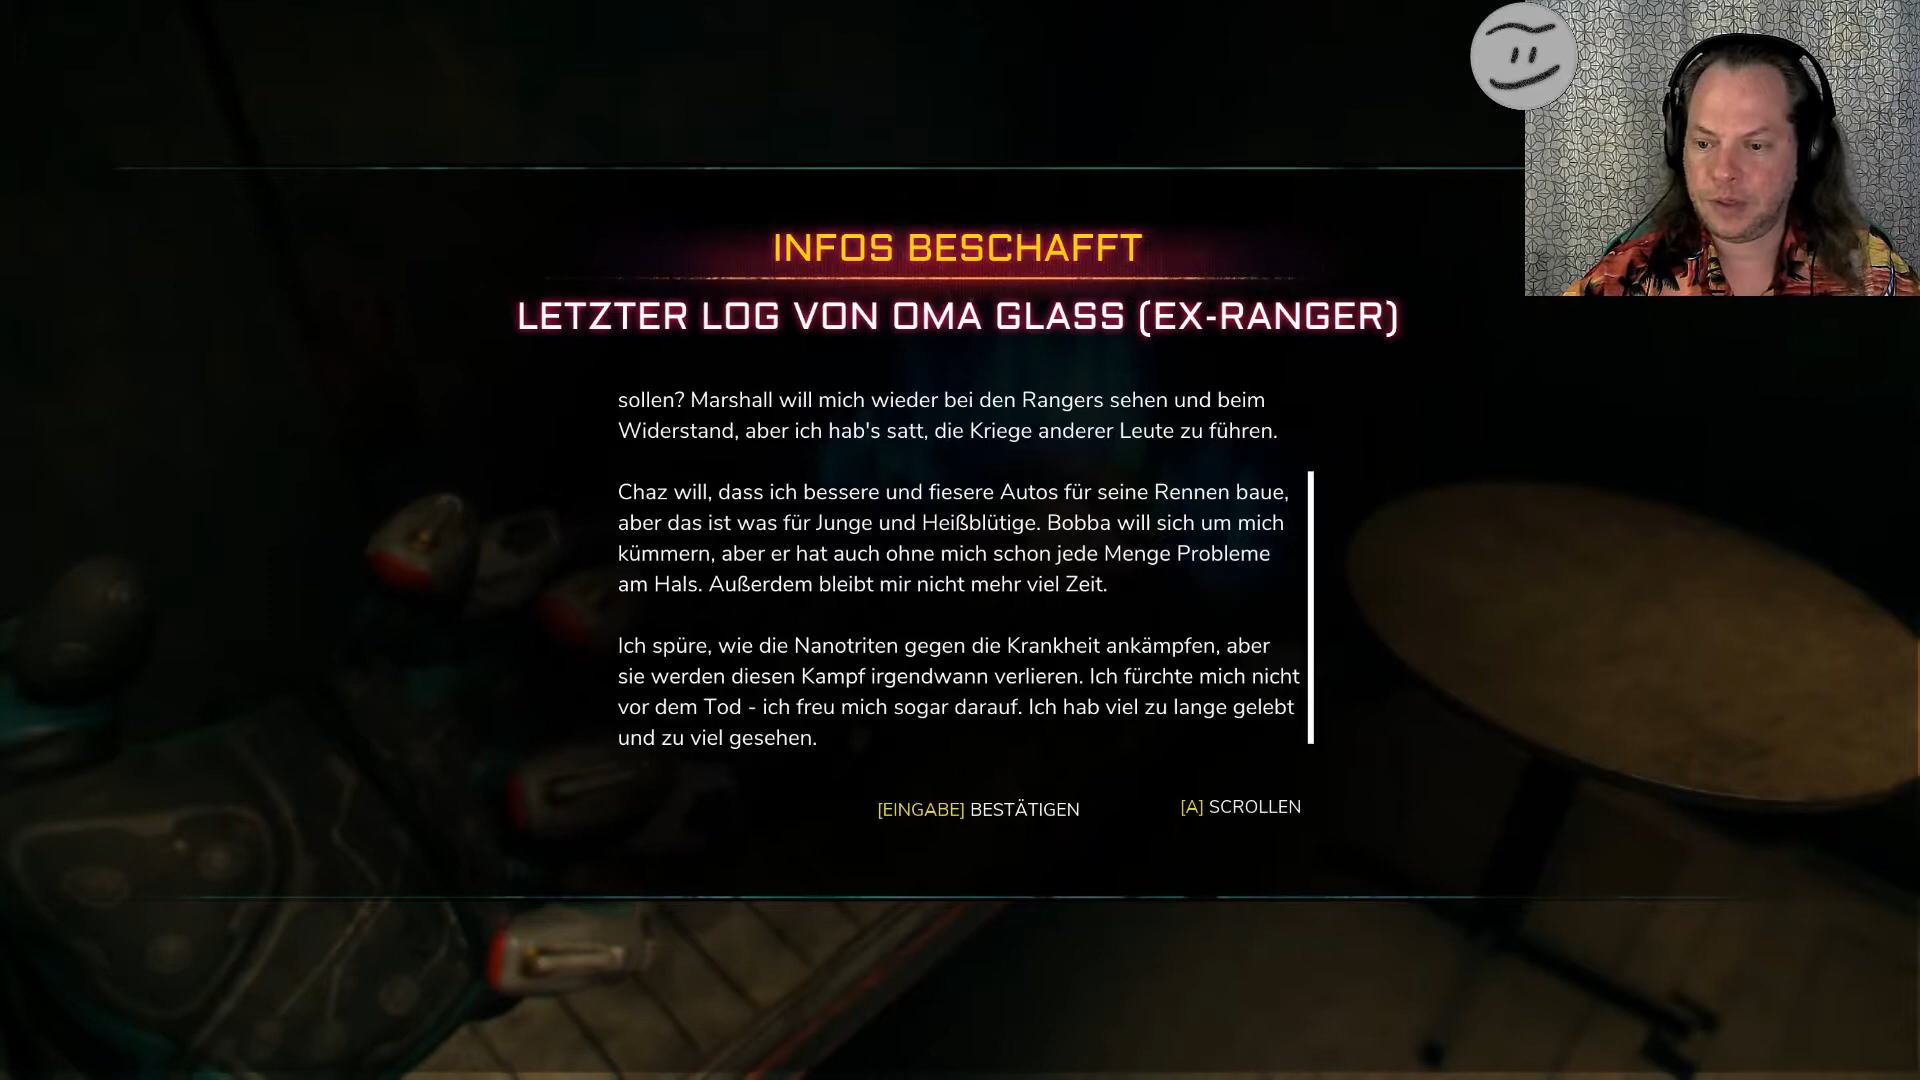 INFOS BESCHAFFT
LETZTER LOG VON OMA GLASS (EX-RANGER)
sollen? Marshall will mich wieder bei den Rangers sehen und beim
Widerstand, aber ich hab's satt, die Kriege anderer Leute zu führen.
Chaz will, dass ich bessere und fiesere Autos für seine Rennen baue,
aber das ist was für Junge und Heißblütige. Bobba will sich um mich
kümmern, aber er hat auch ohne mich schon jede Menge Probleme
am Hals. Außerdem bleibt mir nicht mehr viel Zeit.
Ich spüre, wie die Nanotriten gegen die Krankheit ankämpfen, aber
sie werden diesen Kampf irgendwann verlieren. Ich fürchte mich nicht
vor dem Tod - ich freu mich sogar darauf. Ich hab viel zu lange gelebt
und zu viel gesehen.
[EINGABE] BESTÄTIGEN
[A] SCROLLEN